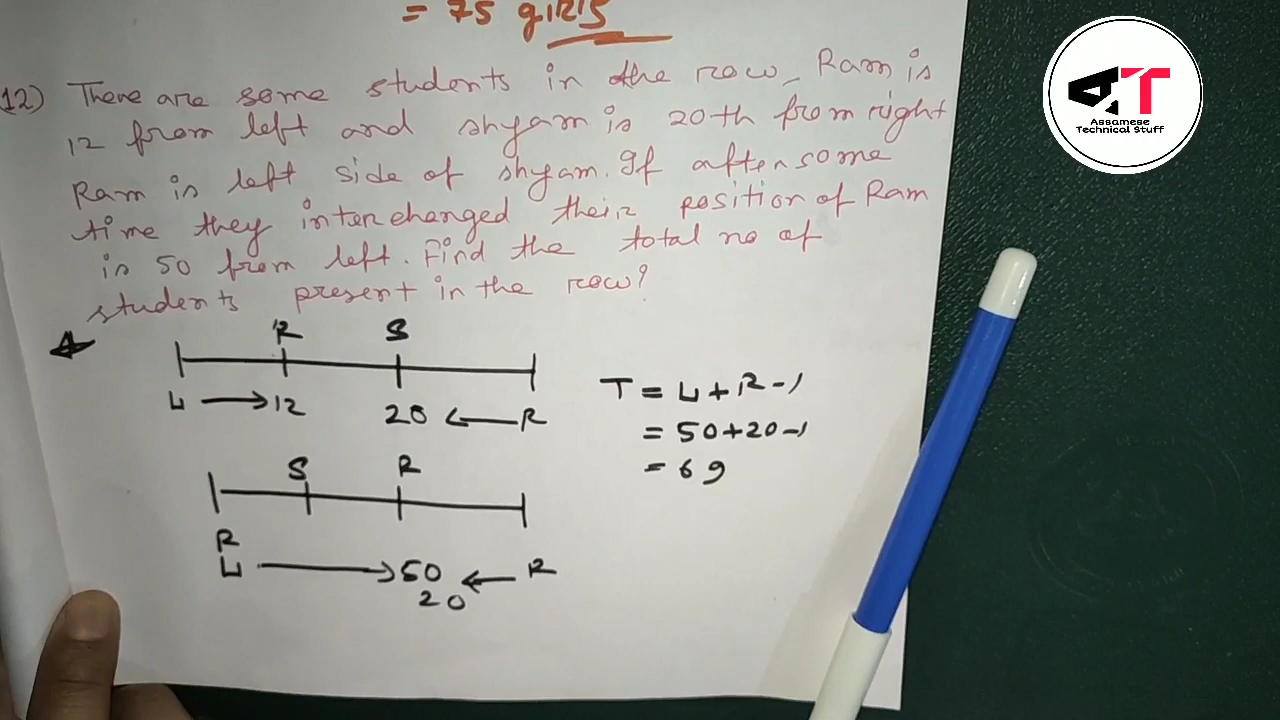 = 75 girls
12) There are some students in the row. Ram is
12 from left and shyam is 20th from right
Ram is left side of shyam. If after some
time they interchanged their position of Ram
is 50 from left. Find the total no of
students present in the row?
R S
L → 12 20 ← R
T = L + R - 1
= 50+20-1
= 69
S R
R
L → 50 ← R
20
AT
Assamese
Technical Stuff